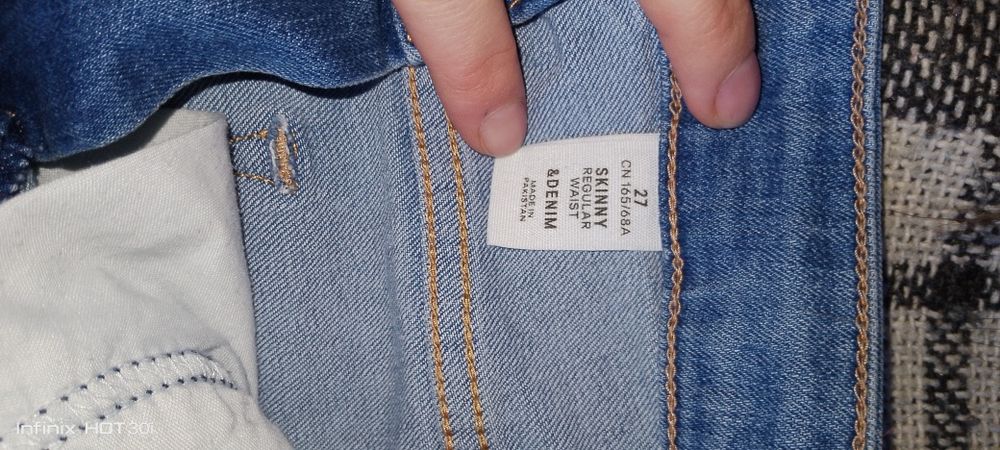 27
CN 165/68A
SKINNY
REGULAR
WAIST
&DENIM
MADE IN
PAKISTAN
Infinix HOT 30i